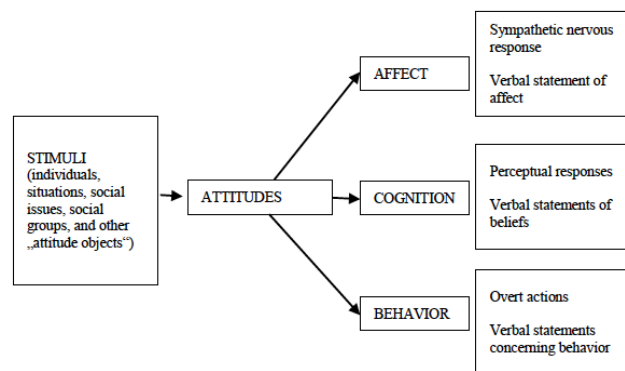 STIMULI
(individuals,
situations, social
issues, social
groups, and other
„attitude objects“)
ATTITUDES
AFFECT
Sympathetic nervous
response
Verbal statement of
affect
COGNITION
Perceptual responses
Verbal statements of
beliefs
BEHAVIOR
Overt actions
Verbal statements
concerning behavior